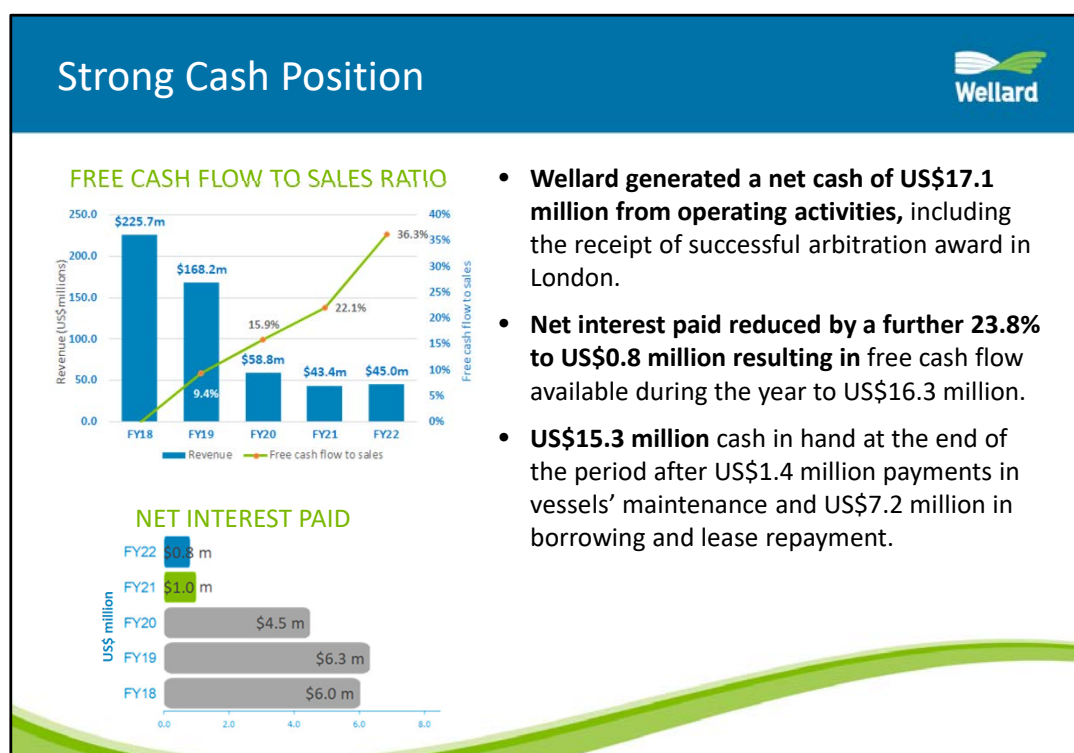 Strong Cash Position
Wellard
FREE CASH FLOW TO SALES RATIO
250.0
200.0
150.0
100.0
50.0
0.0
Revenue (US$millions)
$225.7m
$168.2m
$58.8m
$43.4m
$45.0m
9.4%
15.9%
22.1%
36.3%
40%
35%
30%
25%
20%
15%
10%
5%
0%
Free cash flow to sales
FY18 FY19 FY20 FY21 FY22
Revenue Free cash flow to sales
NET INTEREST PAID
US$ million
FY22 $0.8 m
FY21 $1.0 m
FY20 $4.5 m
FY19 $6.3 m
FY18 $6.0 m
0.0 2.0 4.0 6.0 8.0
• Wellard generated a net cash of US$17.1
million from operating activities, including
the receipt of successful arbitration award in
London.
• Net interest paid reduced by a further 23.8%
to US$0.8 million resulting in free cash flow
available during the year to US$16.3 million.
• US$15.3 million cash in hand at the end of
the period after US$1.4 million payments in
vessels’ maintenance and US$7.2 million in
borrowing and lease repayment.